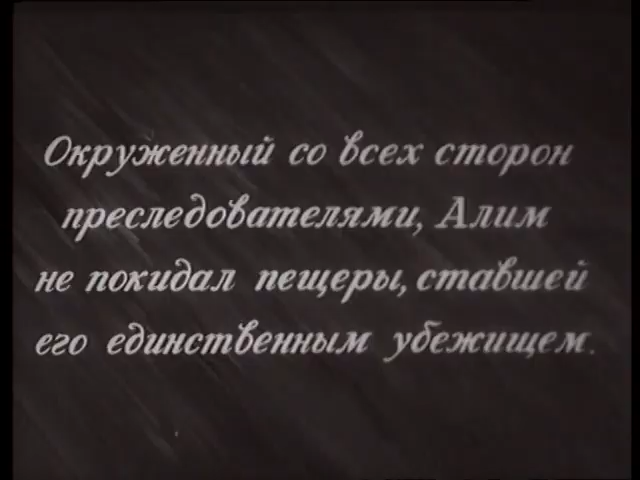 Окруженный со всех сторон
преследователями, Алим
не покидал пещеры, ставшей
его единственным убежищем.